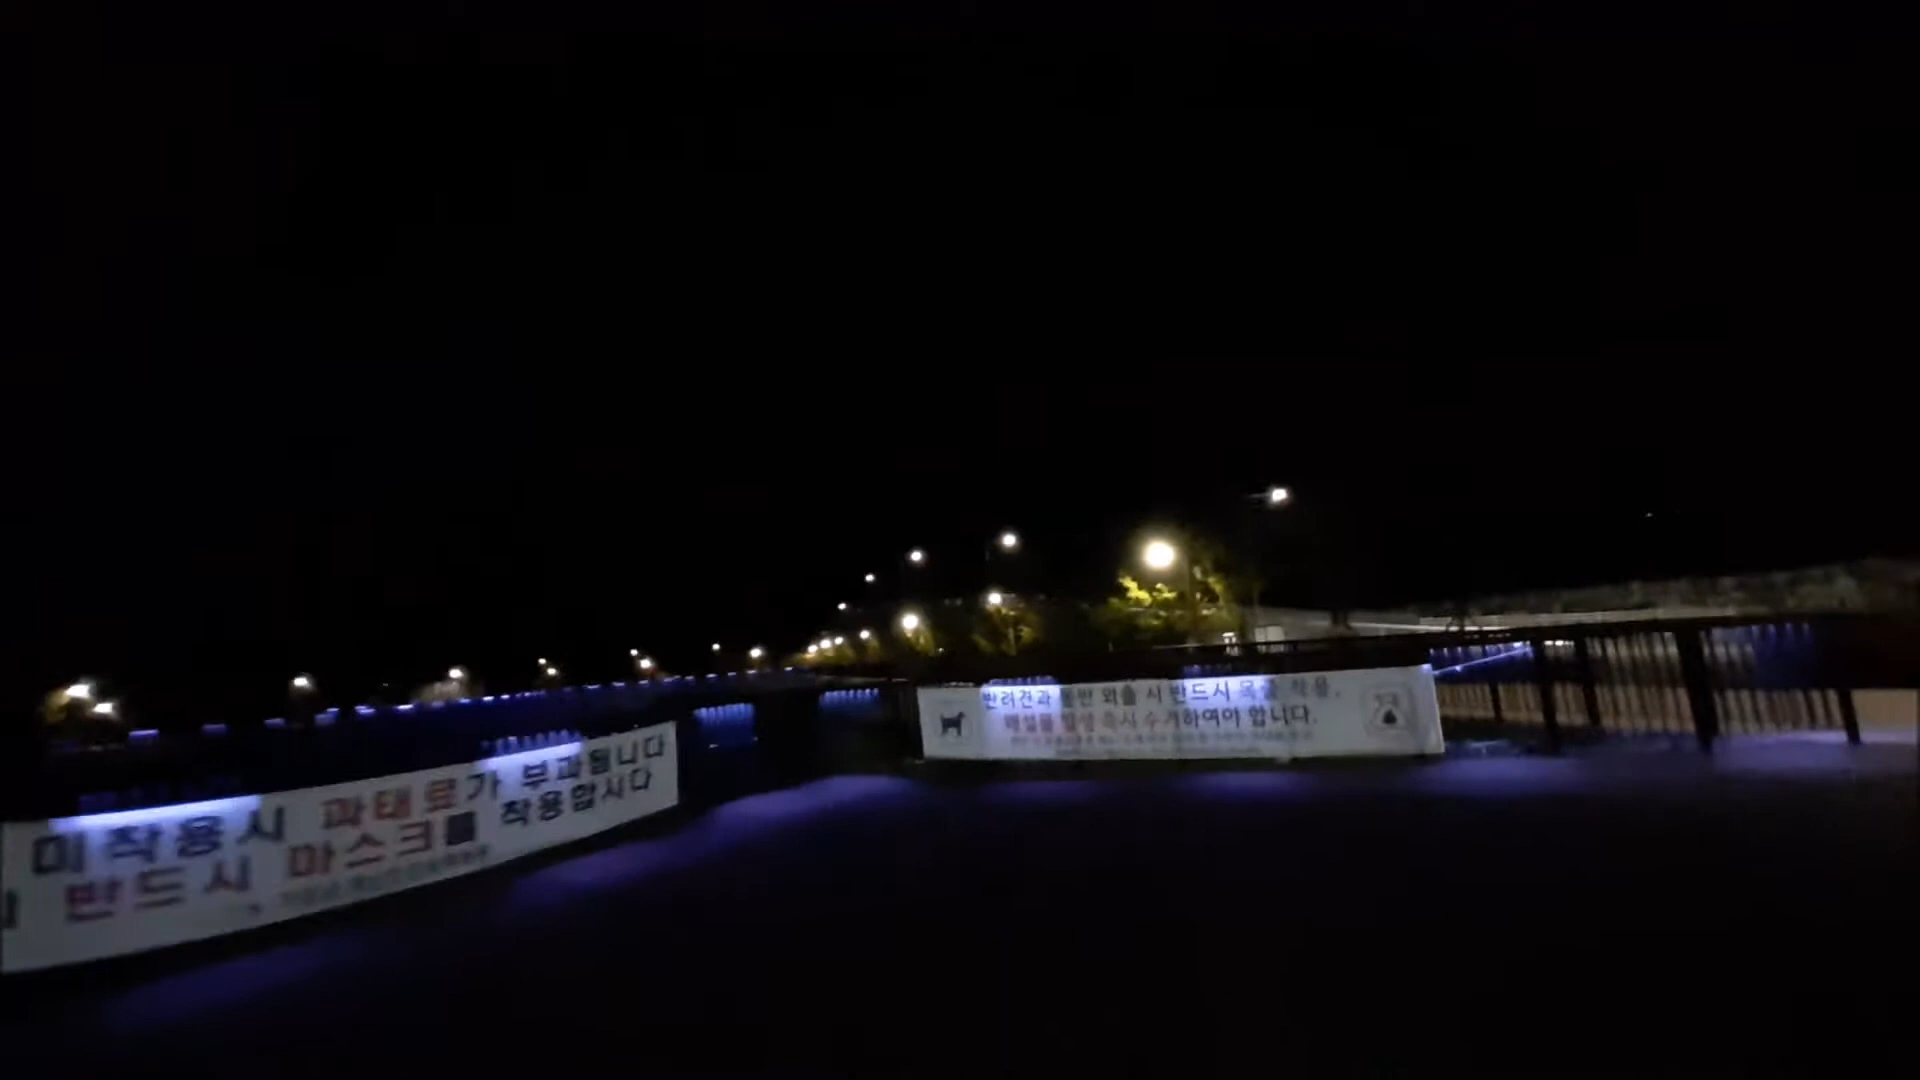 미착용시 과태료가 부과됩니다
반드시 마스크를 착용합시다
반려견과 동반 외출 시 반드시 목줄 착용,
배설물 발생 즉시 수거하여야 합니다.